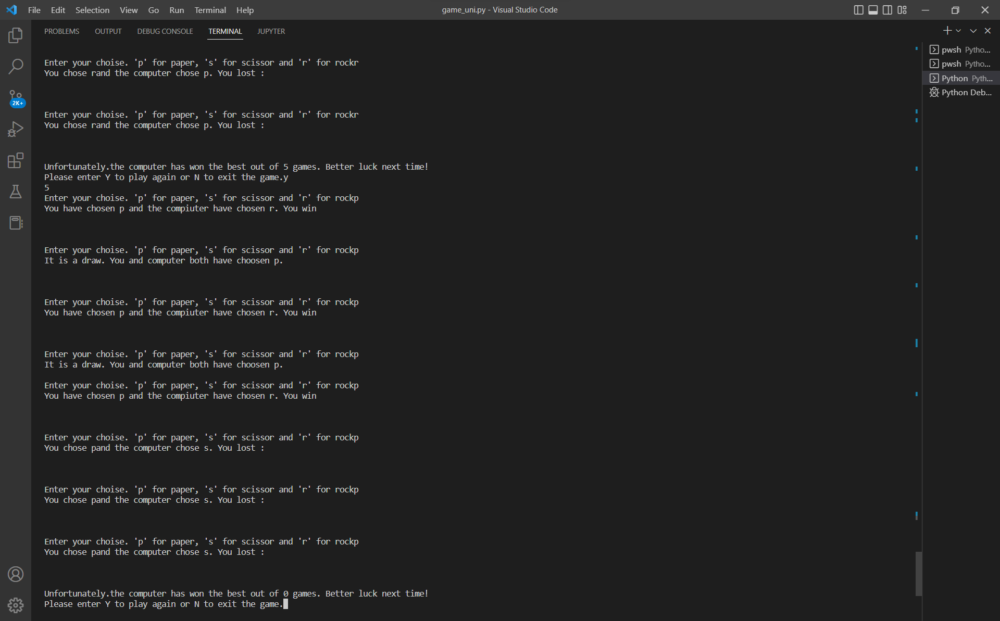 File Edit Selection View Go Run Terminal Help
game_uni.py - Visual Studio Code
PROBLEMS OUTPUT DEBUG CONSOLE TERMINAL JUPYTER
2K+
pwsh Pytho...
pwsh Pytho...
Python Pyth...
Python Deb...
Enter your choise. 'p' for paper, 's' for scissor and 'r' for rockr
You chose rand the computer chose p. You lost :
Enter your choise. 'p' for paper, 's' for scissor and 'r' for rockr
You chose rand the computer chose p. You lost :
Unfortunately.the computer has won the best out of 5 games. Better luck next time!
Please enter Y to play again or N to exit the game.y
5
Enter your choise. 'p' for paper, 's' for scissor and 'r' for rockp
You have chosen p and the compiuter have chosen r. You win
Enter your choise. 'p' for paper, 's' for scissor and 'r' for rockp
It is a draw. You and computer both have choosen p.
Enter your choise. 'p' for paper, 's' for scissor and 'r' for rockp
You have chosen p and the compiuter have chosen r. You win
Enter your choise. 'p' for paper, 's' for scissor and 'r' for rockp
It is a draw. You and computer both have choosen p.
Enter your choise. 'p' for paper, 's' for scissor and 'r' for rockp
You have chosen p and the compiuter have chosen r. You win
Enter your choise. 'p' for paper, 's' for scissor and 'r' for rockp
You chose pand the computer chose s. You lost :
Enter your choise. 'p' for paper, 's' for scissor and 'r' for rockp
You chose pand the computer chose s. You lost :
Enter your choise. 'p' for paper, 's' for scissor and 'r' for rockp
You chose pand the computer chose s. You lost :
Unfortunately.the computer has won the best out of 0 games. Better luck next time!
Please enter Y to play again or N to exit the game.